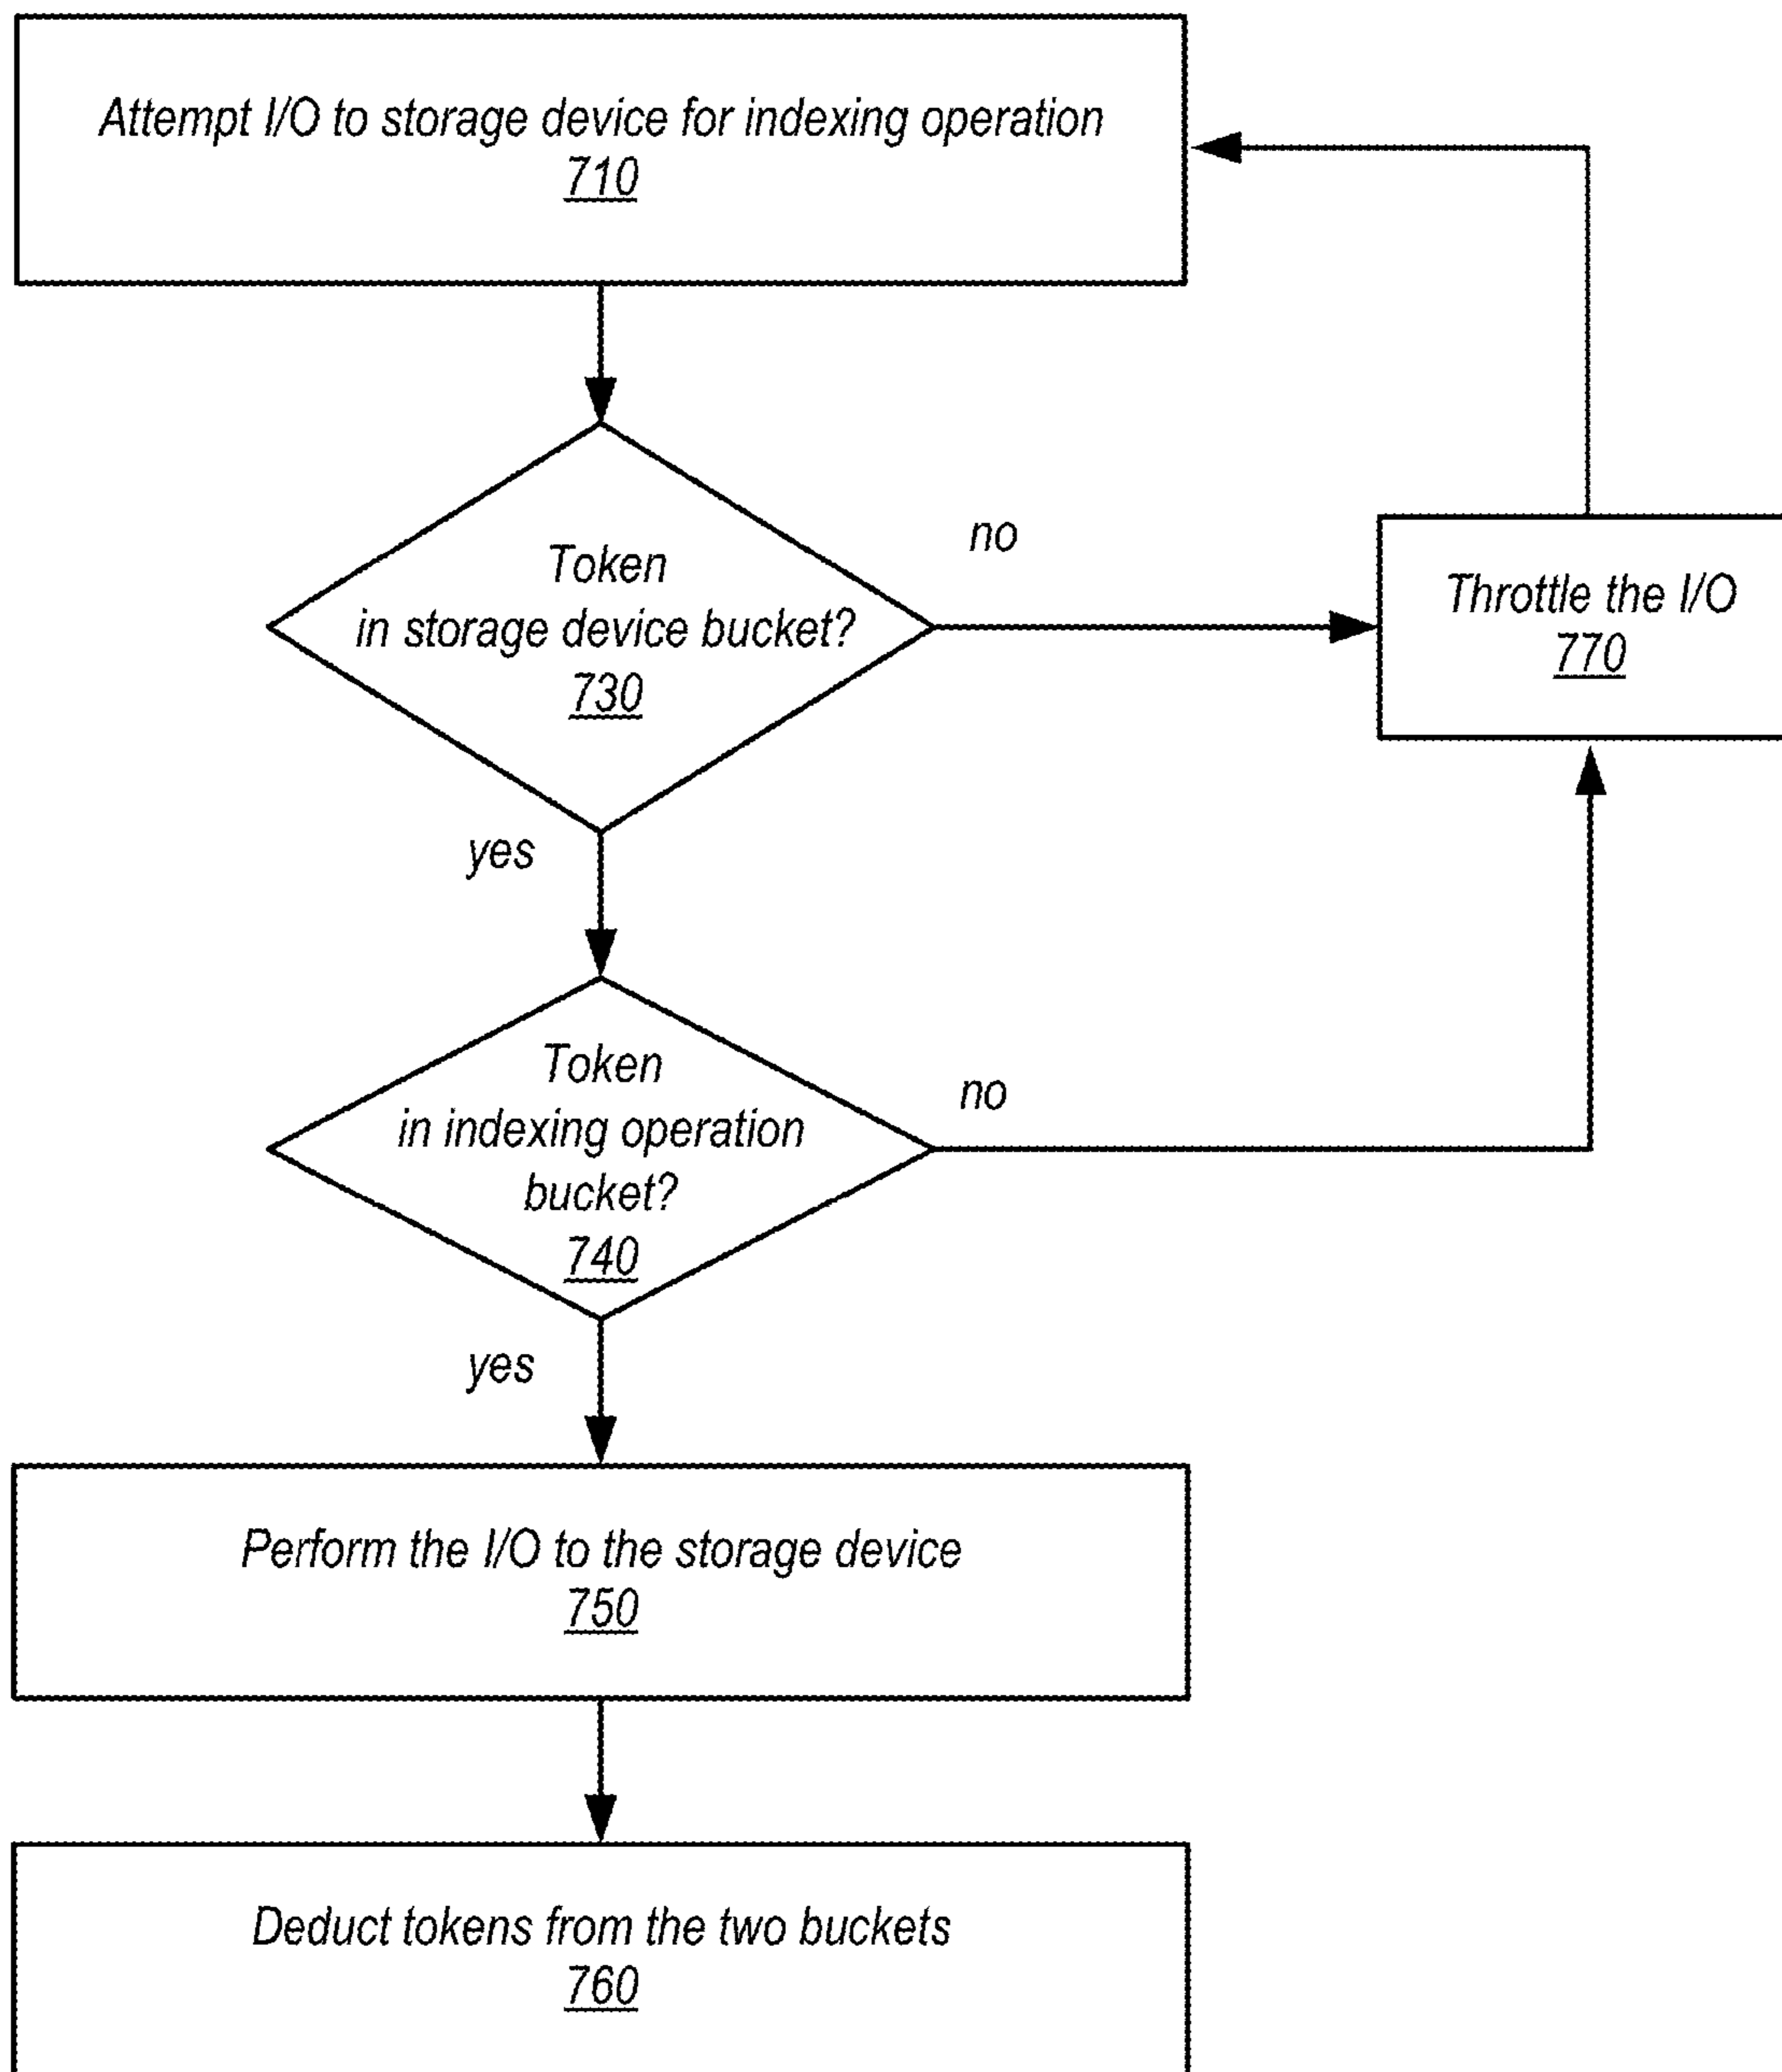 Attempt I/O to storage device for indexing operation
710
no
Token
in storage device bucket?
730
Throttle the I/O
770
yes
Token
in indexing operation
bucket?
740
no
yes
Perform the I/O to the storage device
750
Deduct tokens from the two buckets
760